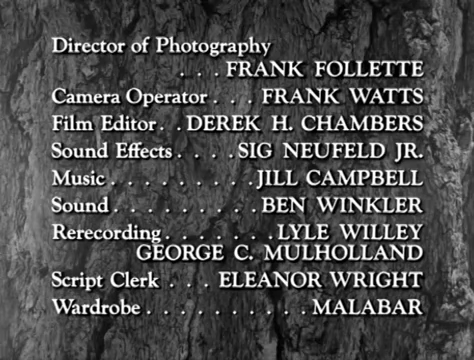 Director of Photography
. . . FRANK FOLLETTE
Camera Operator . . . FRANK WATTS
Film Editor . . DEREK H. CHAMBERS
Sound Effects . . . . SIG NEUFELD JR.
Music . . . . . . . . . . JILL CAMPBELL
Sound . . . . . . . . . . BEN WINKLER
Rerecording . . . . . . . LYLE WILLEY
GEORGE C. MULHOLLAND
Script Clerk . . . ELEANOR WRIGHT
Wardrobe . . . . . . . . . . MALABAR